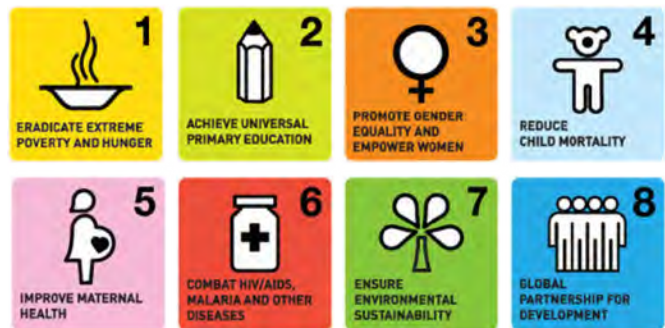 1
ERADICATE EXTREME
POVERTY AND HUNGER
2
ACHIEVE UNIVERSAL
PRIMARY EDUCATION
3
PROMOTE GENDER
EQUALITY AND
EMPOWER WOMEN
4
REDUCE
CHILD MORTALITY
5
IMPROVE MATERNAL
HEALTH
6
COMBAT HIV/AIDS,
MALARIA AND OTHER
DISEASES
7
ENSURE
ENVIRONMENTAL
SUSTAINABILITY
8
GLOBAL
PARTNERSHIP FOR
DEVELOPMENT